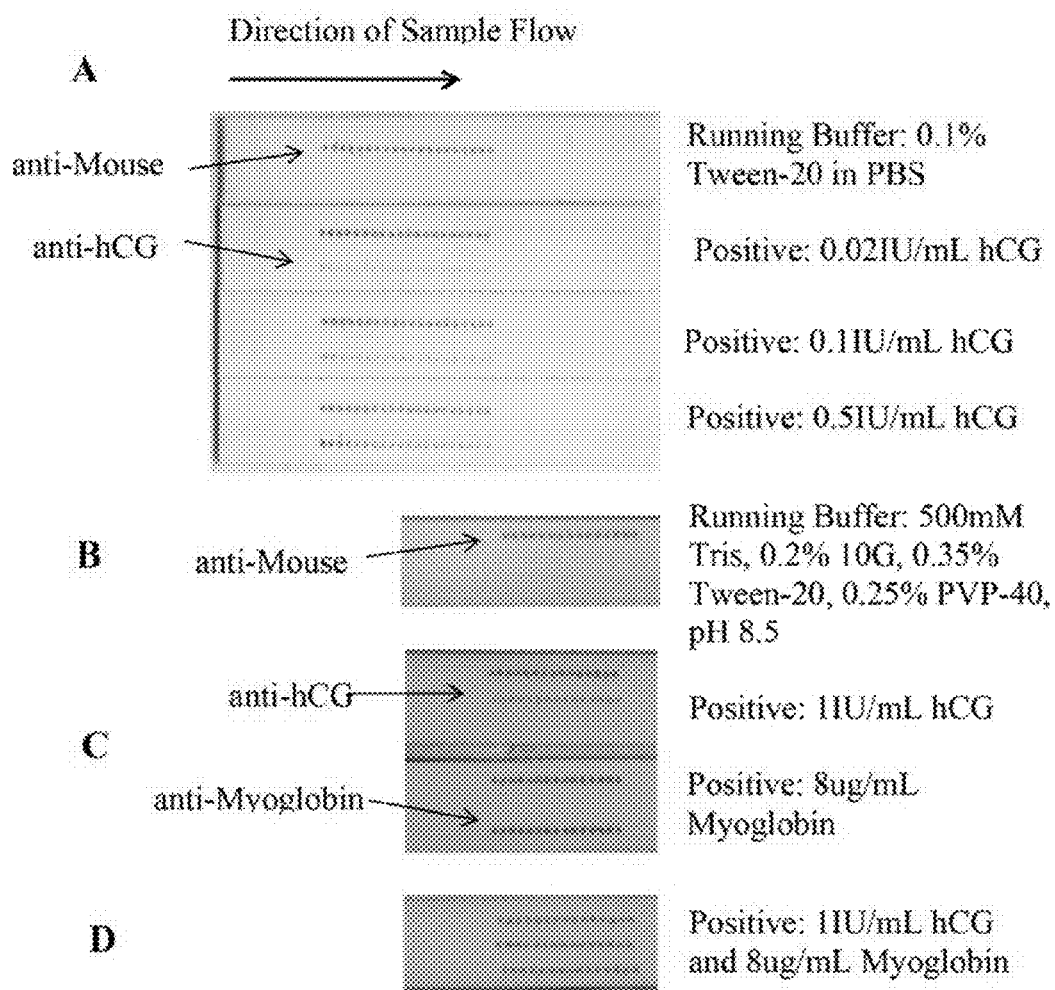 Direction of Sample Flow
A
anti-Mouse
Running Buffer: 0.1%
Tween-20 in PBS
anti-hCG
Positive: 0.02IU/mL hCG
Positive: 0.1IU/mL hCG
Positive: 0.5IU/mL hCG
B
anti-Mouse
Running Buffer: 500mM
Tris, 0.2% 10G, 0.35%
Tween-20, 0.25% PVP-40,
pH 8.5
anti-hCG
Positive: 1IU/mL hCG
C
anti-Myoglobin
Positive: 8ug/mL
Myoglobin
D
Positive: 1IU/mL hCG
and 8ug/mL Myoglobin